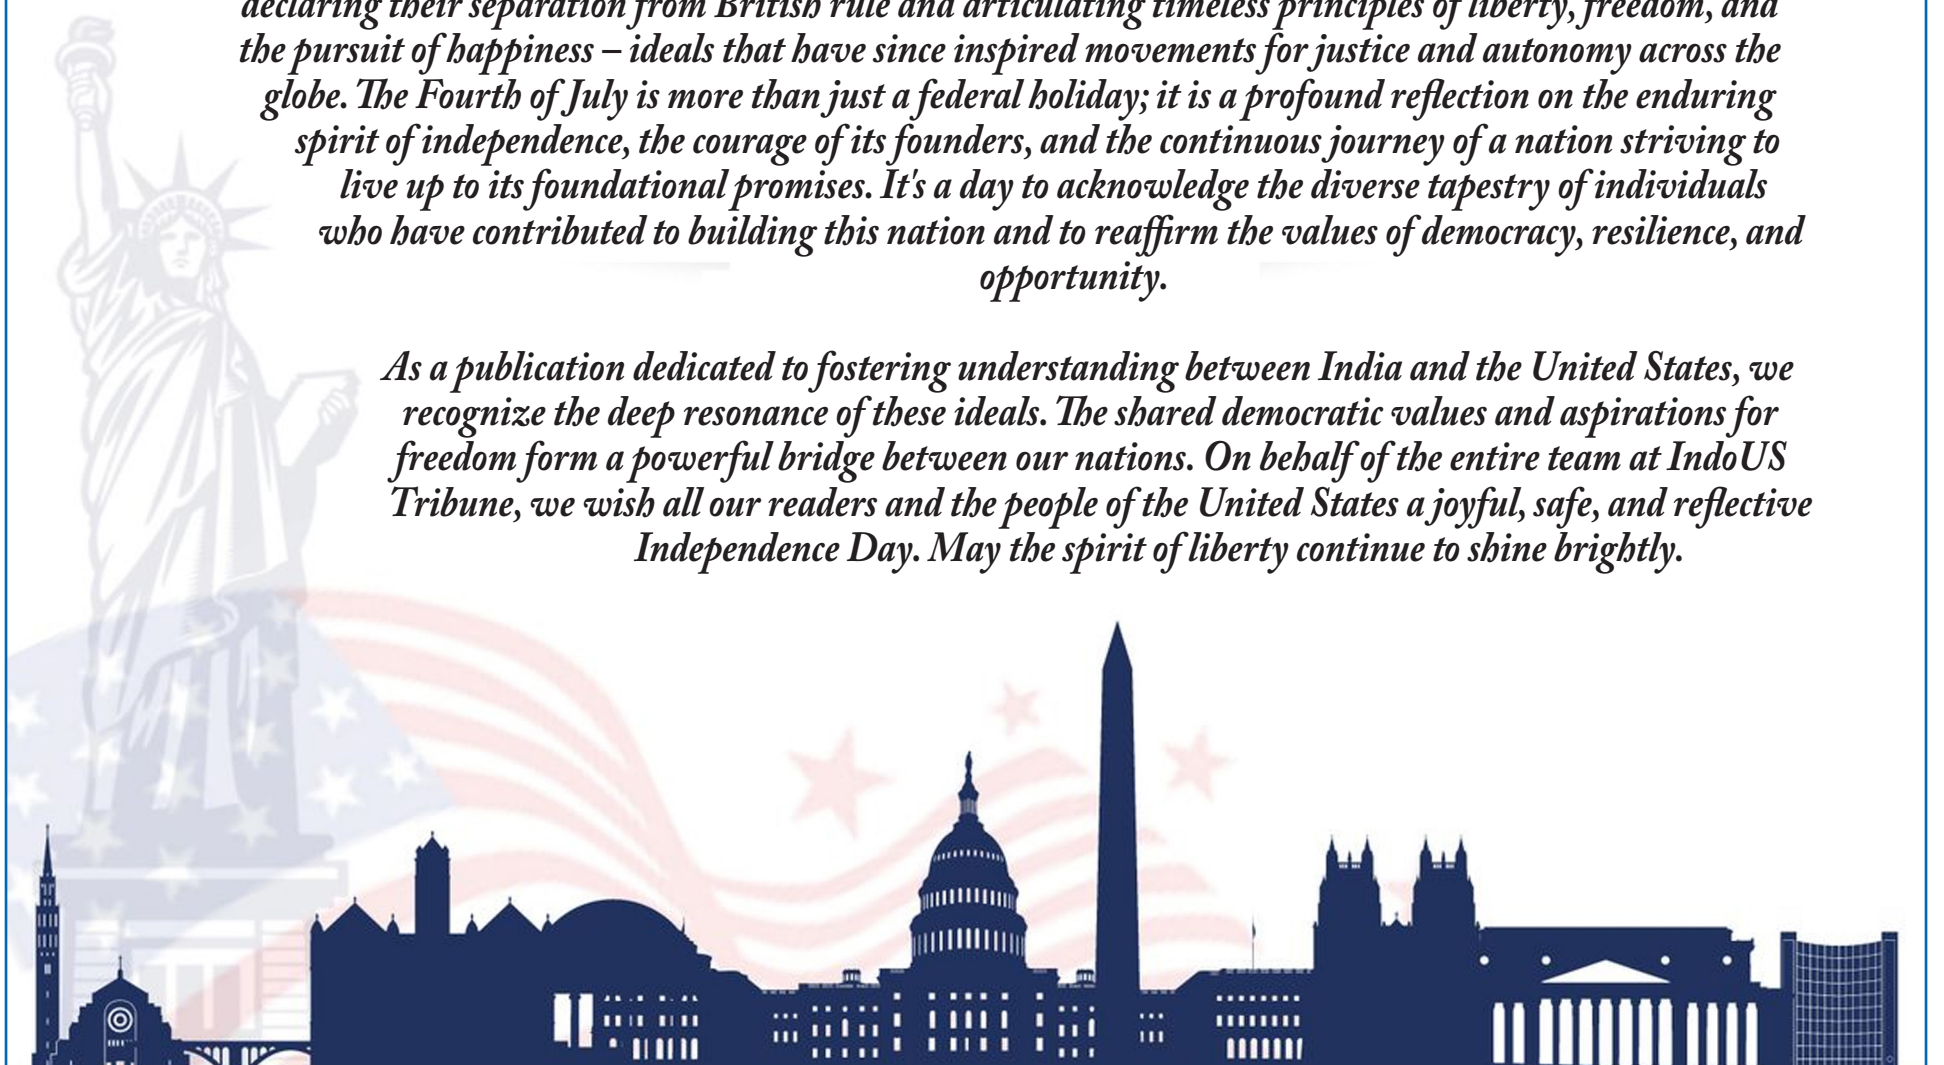 declaring their separation from British rule and articulating timeless principles of liberty, freedom, and
the pursuit of happiness – ideals that have since inspired movements for justice and autonomy across the
globe. The Fourth of July is more than just a federal holiday; it is a profound reflection on the enduring
spirit of independence, the courage of its founders, and the continuous journey of a nation striving to
live up to its foundational promises. It's a day to acknowledge the diverse tapestry of individuals
who have contributed to building this nation and to reaffirm the values of democracy, resilience, and
opportunity.
As a publication dedicated to fostering understanding between India and the United States, we
recognize the deep resonance of these ideals. The shared democratic values and aspirations for
freedom form a powerful bridge between our nations. On behalf of the entire team at IndoUS
Tribune, we wish all our readers and the people of the United States a joyful, safe, and reflective
Independence Day. May the spirit of liberty continue to shine brightly.